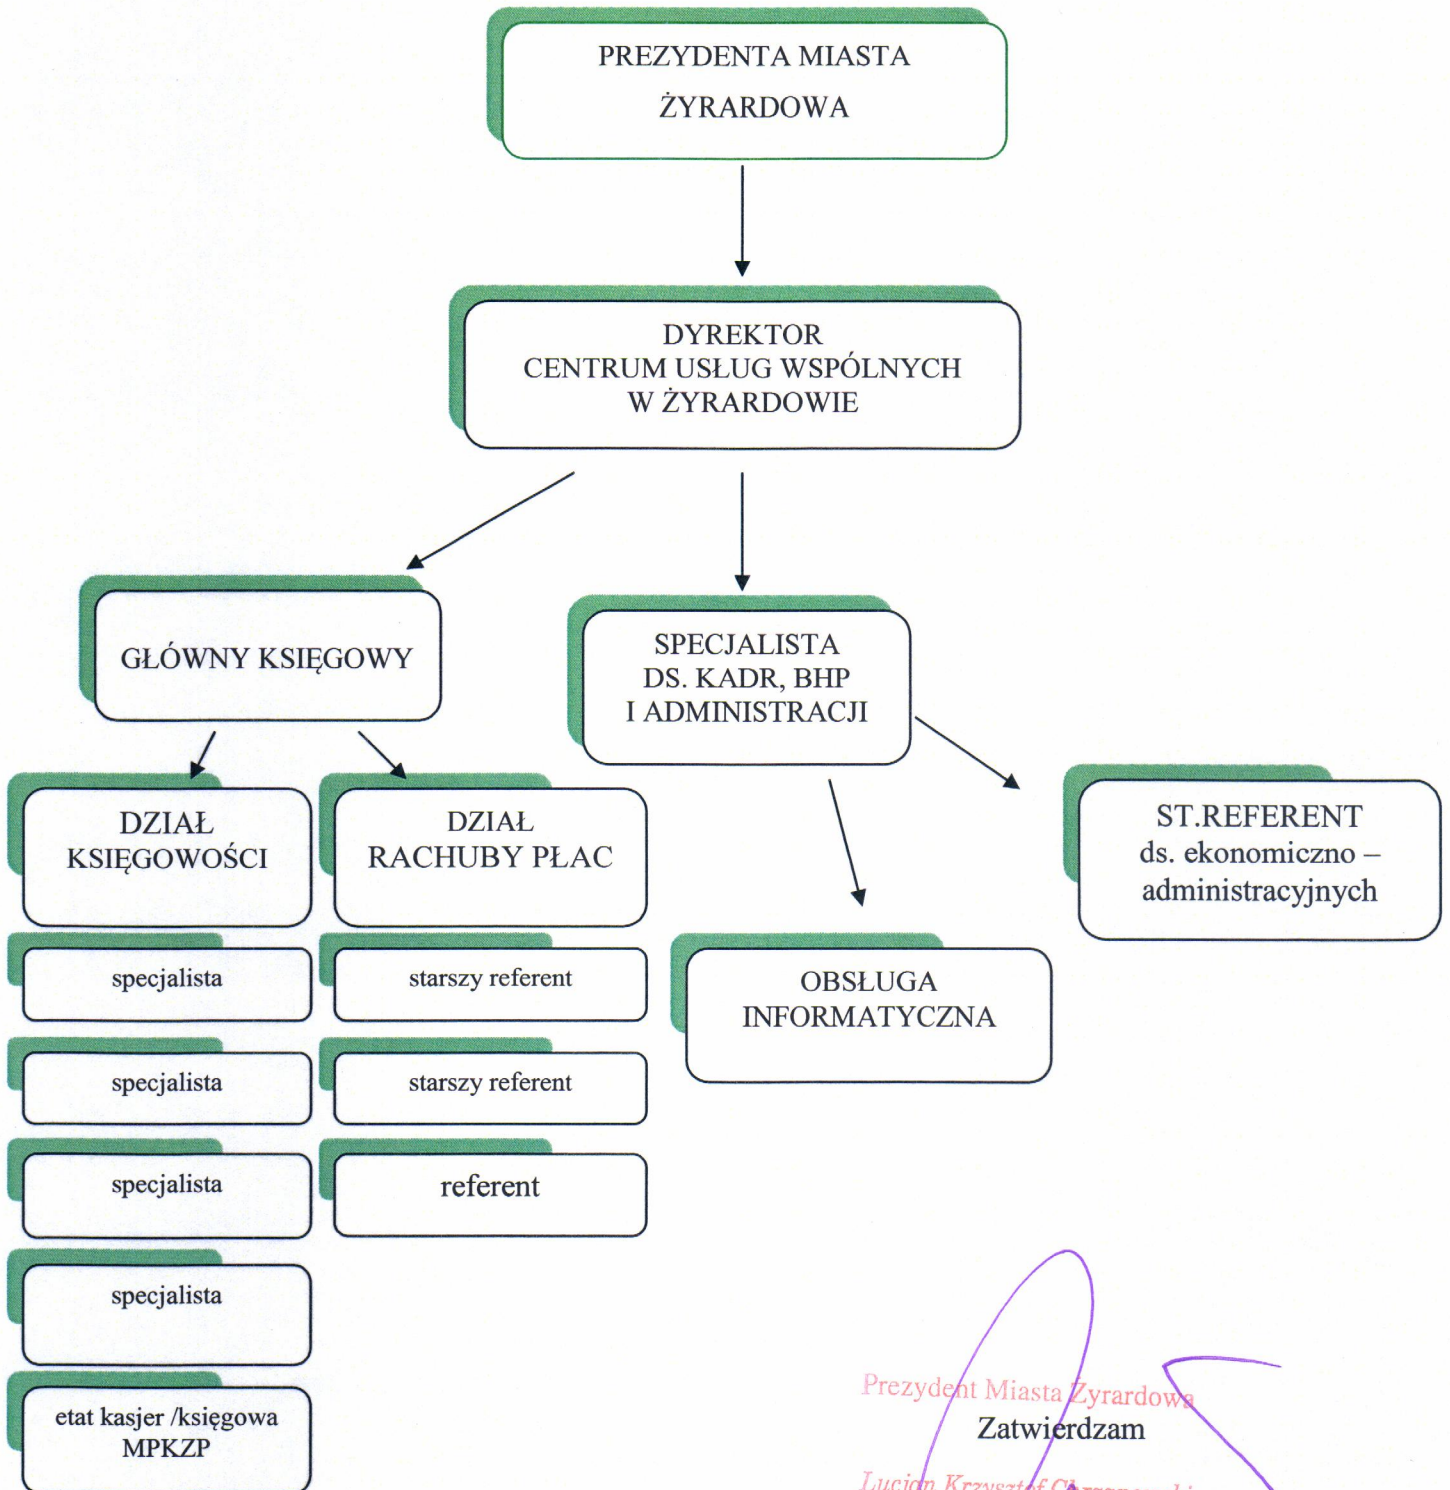 PREZYDENTA MIASTA
ŻYRARDOWA
DYREKTOR
CENTRUM USŁUG WSPÓLNYCH
W ŻYRARDOWIE
GŁÓWNY KSIĘGOWY
SPECJALISTA
DS. KADR, BHP
I ADMINISTRACJI
DZIAŁ
KSIĘGOWOŚCI
DZIAŁ
RACHUBY PŁAC
ST.REFERENT
ds. ekonomiczno –
administracyjnych
specjalista
starszy referent
OBSŁUGA
INFORMATYCZNA
specjalista
starszy referent
specjalista
referent
specjalista
etat kasjer /księgowa
MPKZP
Prezydent Miasta Żyrardowa
Zatwierdzam
Lucjan Krzysztof